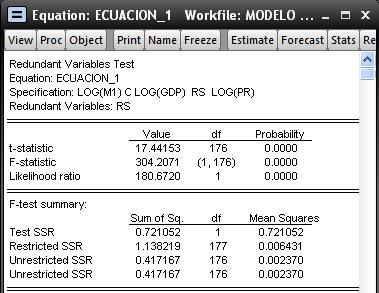 Equation: ECUACION_1 Workfile: MODELO ...
View Proc Object Print Name Freeze Estimate Forecast Stats Re
Redundant Variables Test
Equation: ECUACION_1
Specification: LOG(M1) C LOG(GDP) RS LOG(PR)
Redundant Variables: RS
Value df Probability
t-statistic 17.44153 176 0.0000
F-statistic 304.2071 (1, 176) 0.0000
Likelihood ratio 180.6720 1 0.0000
F-test summary:
Sum of Sq. df Mean Squares
Test SSR 0.721052 1 0.721052
Restricted SSR 1.138219 177 0.006431
Unrestricted SSR 0.417167 176 0.002370
Unrestricted SSR 0.417167 176 0.002370